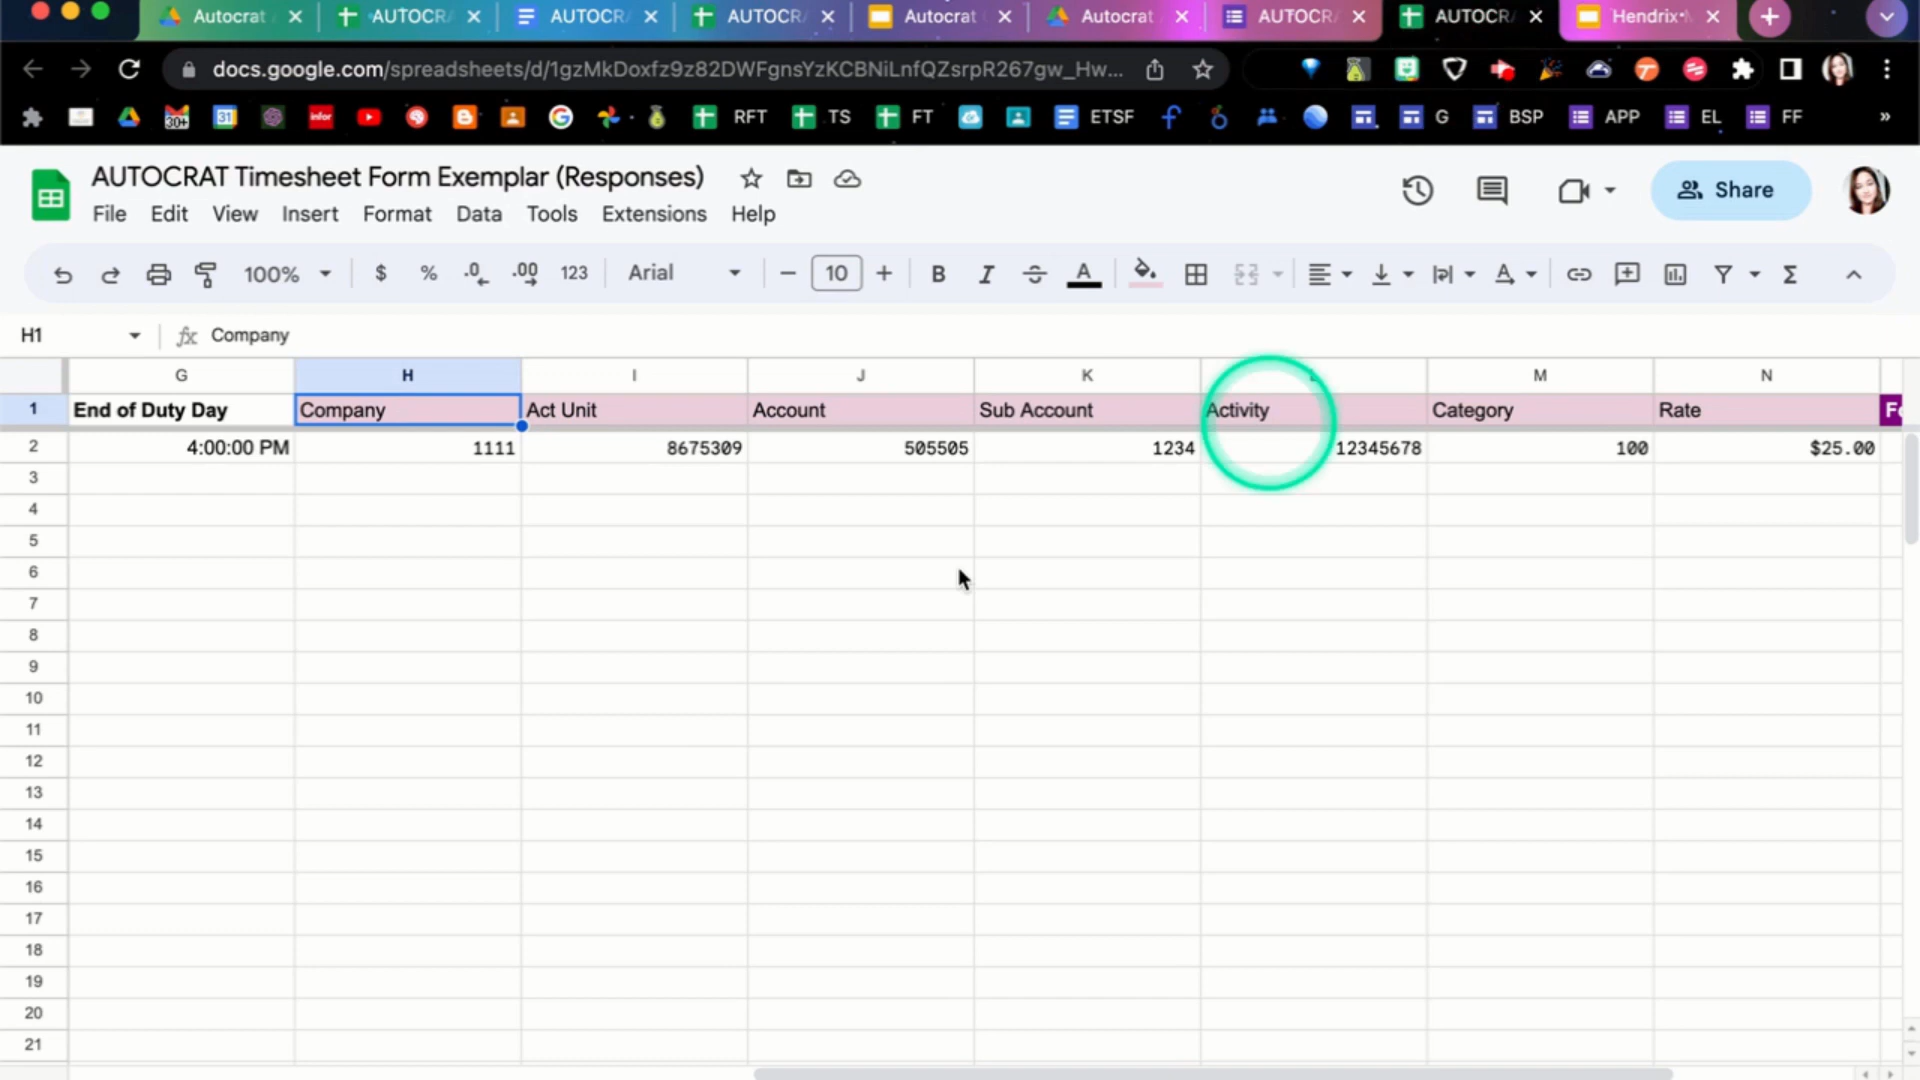 Autocrat AUTOCR AUTOCR AUTOCR Autocrat Autocrat AUTOCR AUTOCR Hendrix
docs.google.com/spreadsheets/d/1gzMkDoxfz9z82DWFgnsYzKCBNiLnfQZsrpR267gw_Hw...
30+ 31 infor RFT TS FT ETSF G BSP APP EL FF »
AUTOCRAT Timesheet Form Exemplar (Responses)
File Edit View Insert Format Data Tools Extensions Help
Share
100% $ % .0 .00 123 Arial 10 B I A
H1 fx Company
G H I J K L M N
1 End of Duty Day Company Act Unit Account Sub Account Activity Category Rate
2 4:00:00 PM 1111 8675309 505505 1234 12345678 100 $25.00
3
4
5
6
7
8
9
10
11
12
13
14
15
16
17
18
19
20
21